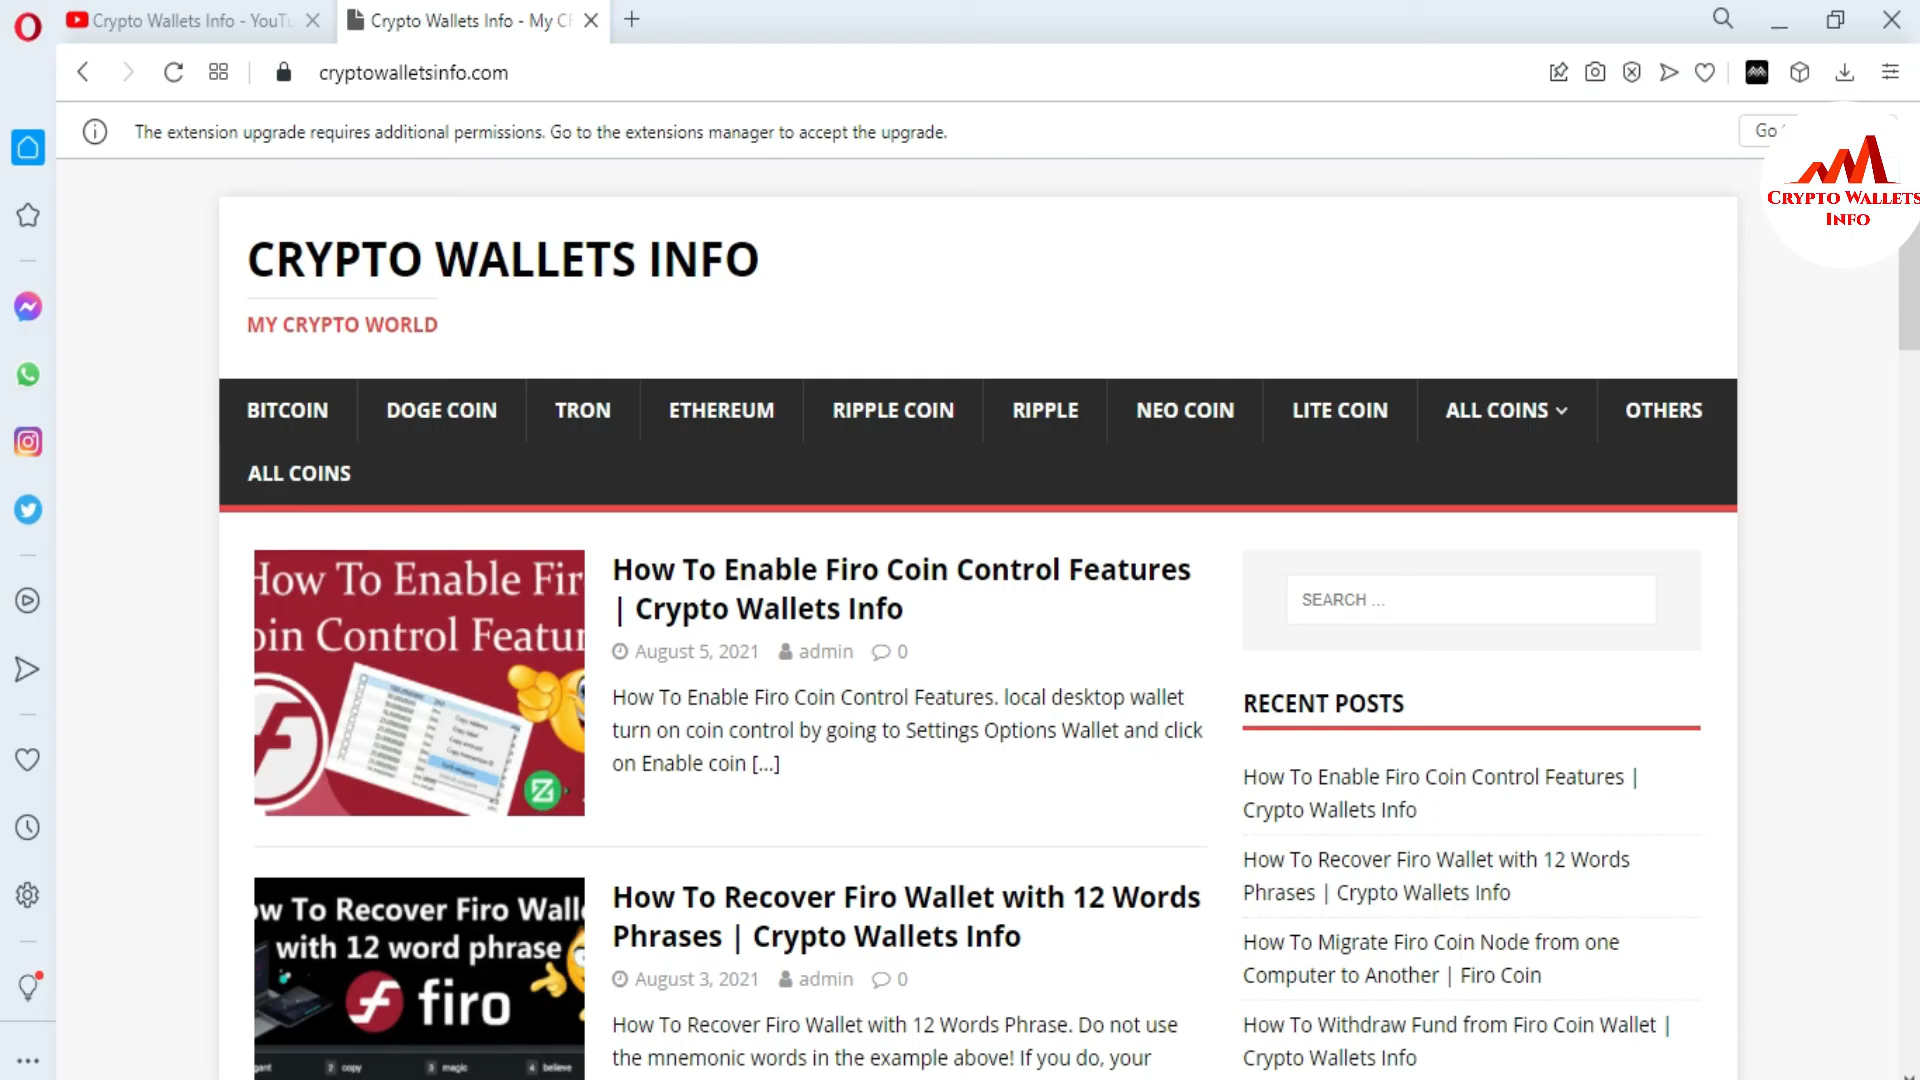 Crypto Wallets Info - YouTu
Crypto Wallets Info - My Cr
cryptowalletsinfo.com
The extension upgrade requires additional permissions. Go to the extensions manager to accept the upgrade.
Go
CRYPTO WALLETS
INFO
CRYPTO WALLETS INFO
MY CRYPTO WORLD
BITCOIN
DOGE COIN
TRON
ETHEREUM
RIPPLE COIN
RIPPLE
NEO COIN
LITE COIN
ALL COINS
OTHERS
ALL COINS
How To Enable Fir
oin Control Featur
How To Enable Firo Coin Control Features
| Crypto Wallets Info
August 5, 2021 admin 0
How To Enable Firo Coin Control Features. local desktop wallet
turn on coin control by going to Settings Options Wallet and click
on Enable coin [...]
ow To Recover Firo Walle
with 12 word phrase
firo
2 copy 3 magic 4 believe
How To Recover Firo Wallet with 12 Words
Phrases | Crypto Wallets Info
August 3, 2021 admin 0
How To Recover Firo Wallet with 12 Words Phrase. Do not use
the mnemonic words in the example above! If you do, your
SEARCH ...
RECENT POSTS
How To Enable Firo Coin Control Features |
Crypto Wallets Info
How To Recover Firo Wallet with 12 Words
Phrases | Crypto Wallets Info
How To Migrate Firo Coin Node from one
Computer to Another | Firo Coin
How To Withdraw Fund from Firo Coin Wallet |
Crypto Wallets Info